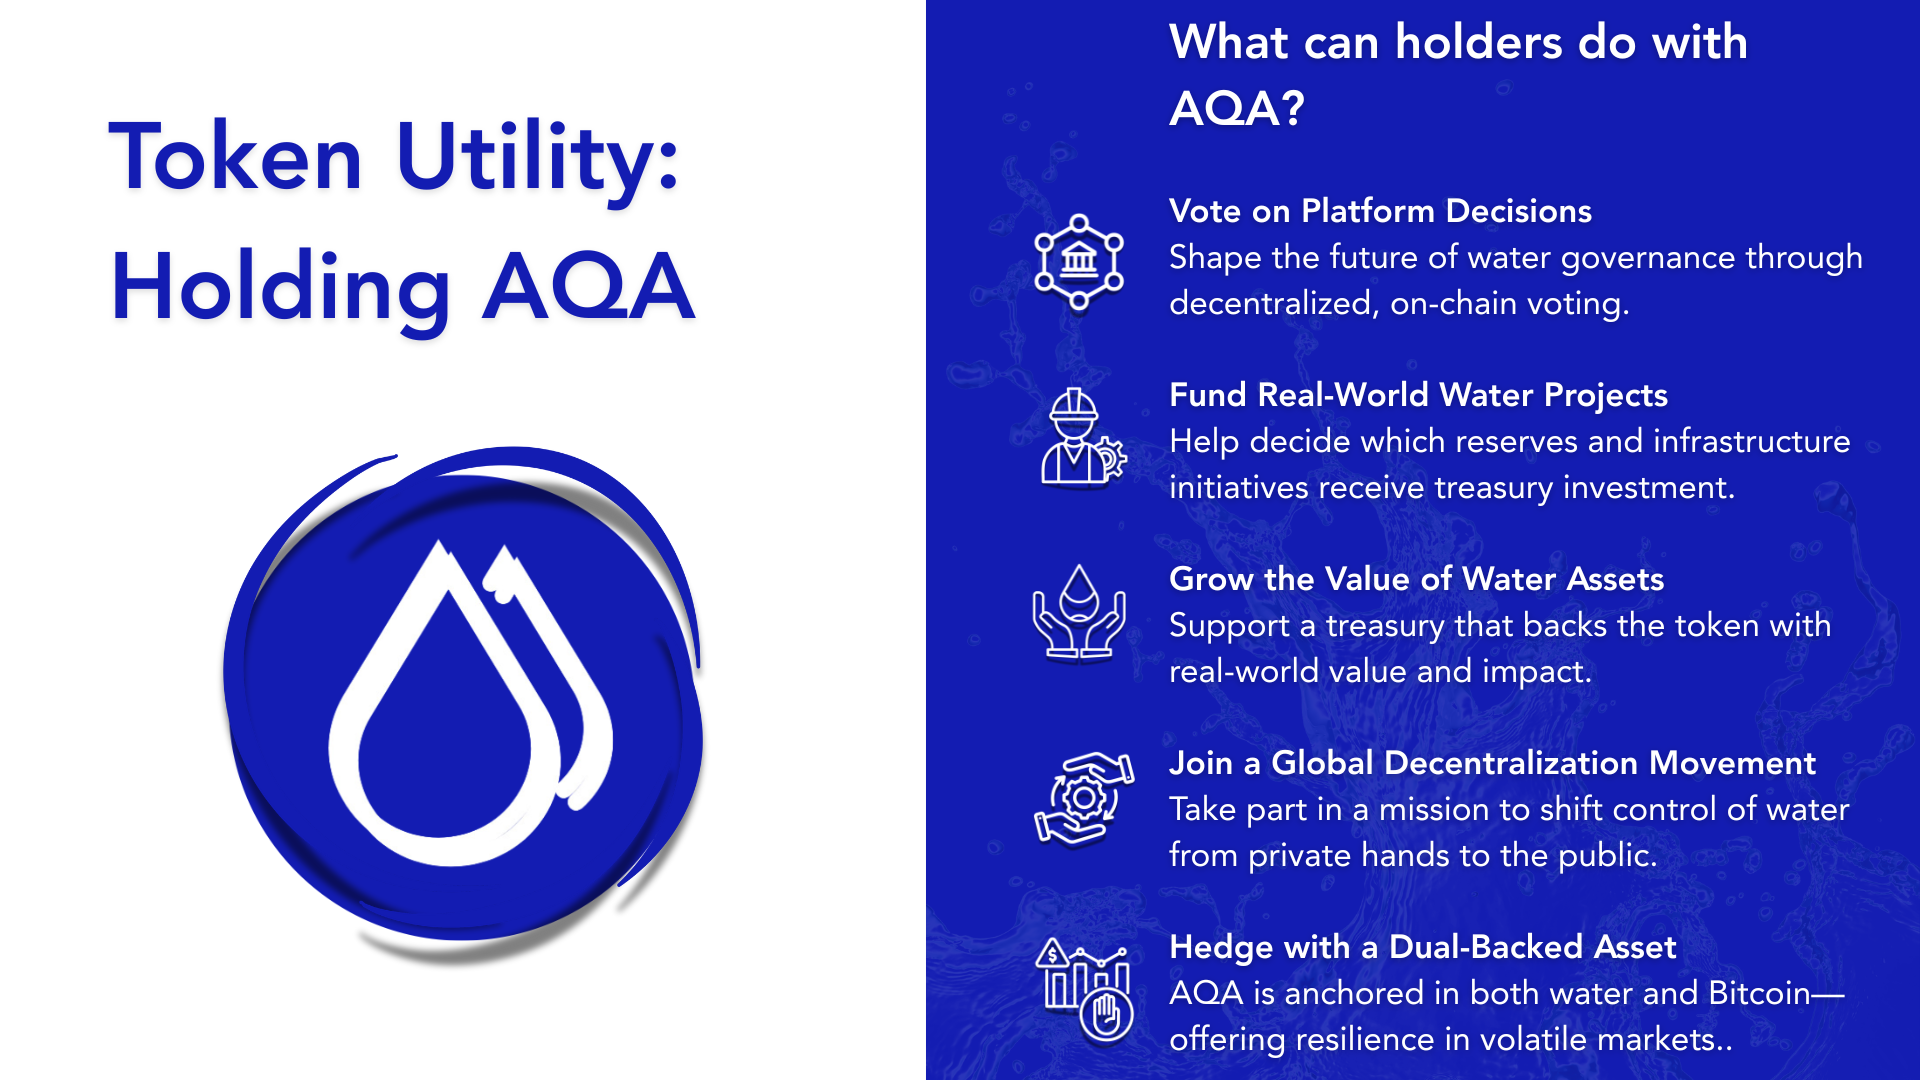 Token Utility:
Holding AQA
What can holders do with
AQA?
Vote on Platform Decisions
Shape the future of water governance through
decentralized, on-chain voting.
Fund Real-World Water Projects
Help decide which reserves and infrastructure
initiatives receive treasury investment.
Grow the Value of Water Assets
Support a treasury that backs the token with
real-world value and impact.
Join a Global Decentralization Movement
Take part in a mission to shift control of water
from private hands to the public.
$
Hedge with a Dual-Backed Asset
AQA is anchored in both water and Bitcoin—
offering resilience in volatile markets..